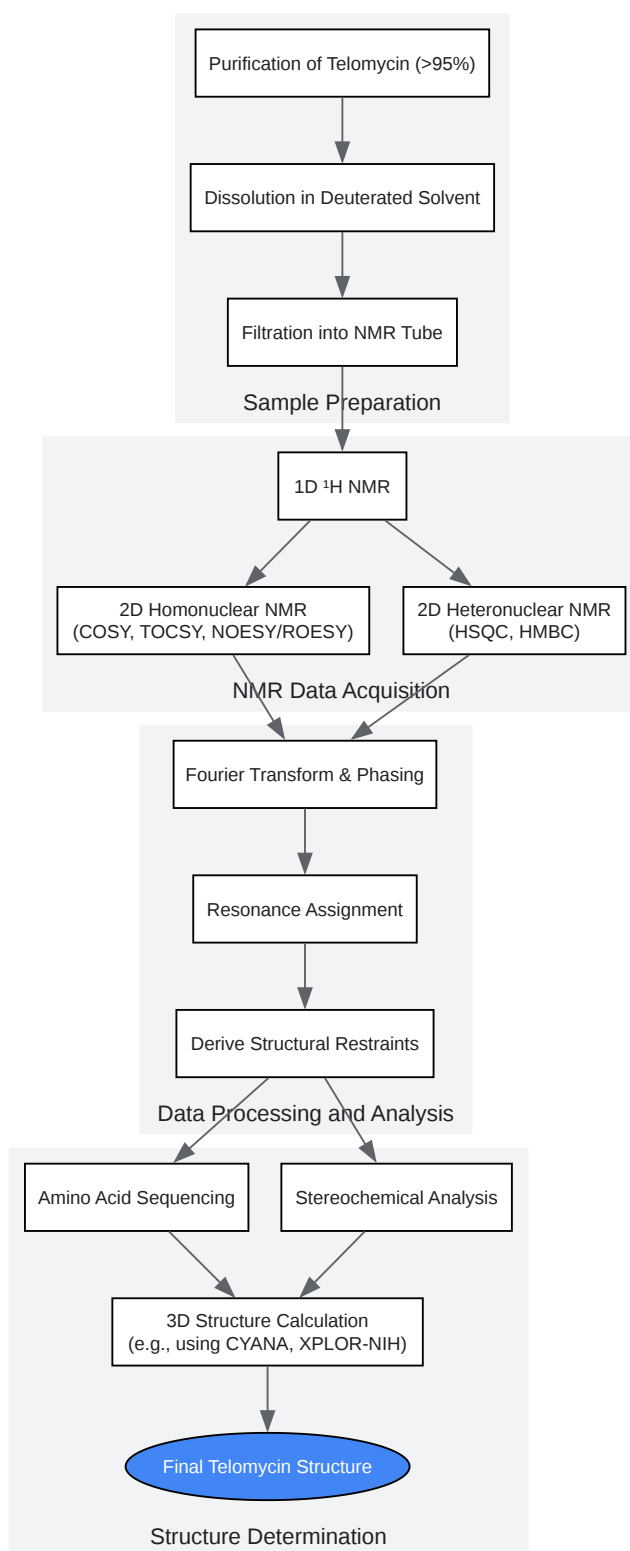 Purification of Telomycin (>95%)
Dissolution in Deuterated Solvent
Filtration into NMR Tube
Sample Preparation
1D ¹H NMR
2D Homonuclear NMR
(COSY, TOCSY, NOESY/ROESY)
2D Heteronuclear NMR
(HSQC, HMBC)
NMR Data Acquisition
Fourier Transform & Phasing
Resonance Assignment
Derive Structural Restraints
Data Processing and Analysis
Amino Acid Sequencing
Stereochemical Analysis
3D Structure Calculation
(e.g., using CYANA, XPLOR-NIH)
Final Telomycin Structure
Structure Determination